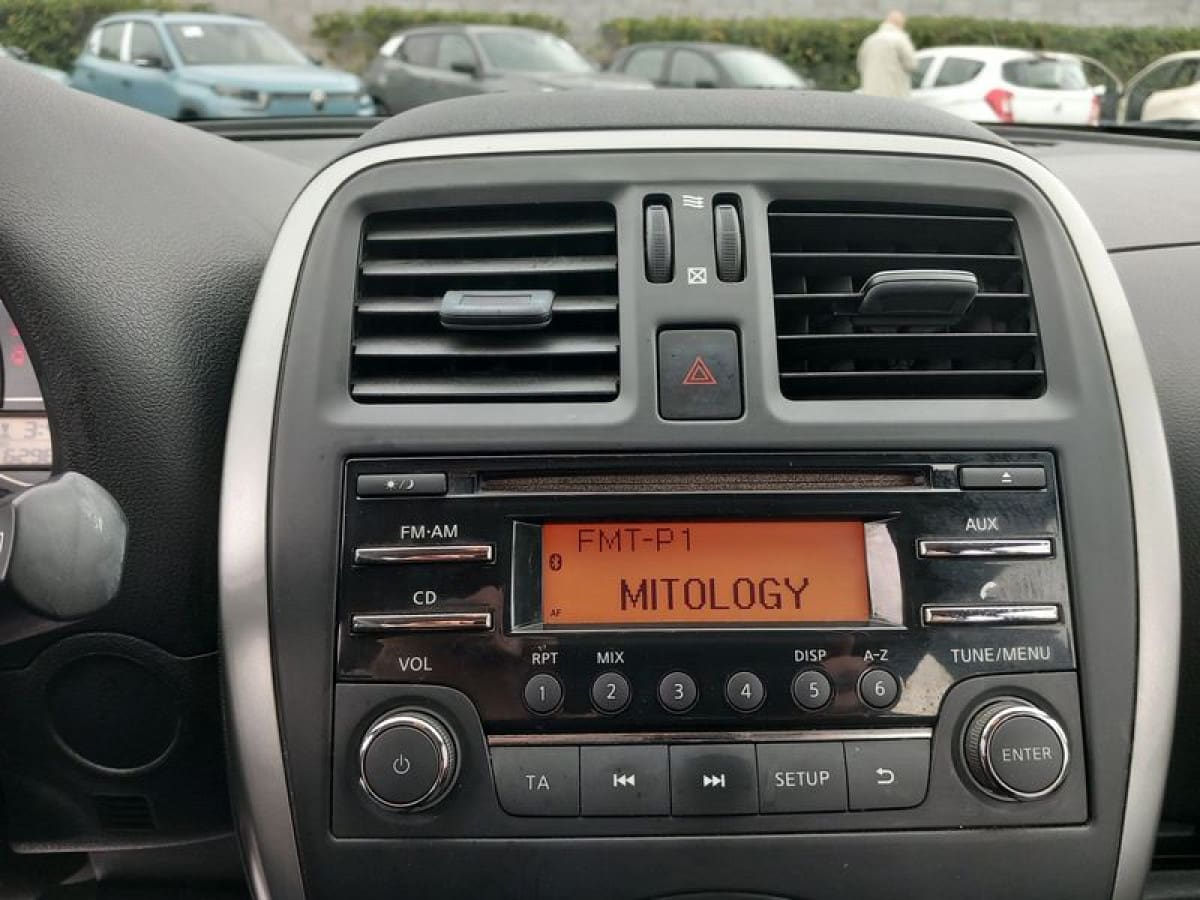 FM·AM
AUX
FMT-P1
CD
MITOLOGY
AF
VOL
RPT
MIX
DISP
A-Z
TUNE/MENU
1
2
3
4
5
6
TA
SETUP
ENTER